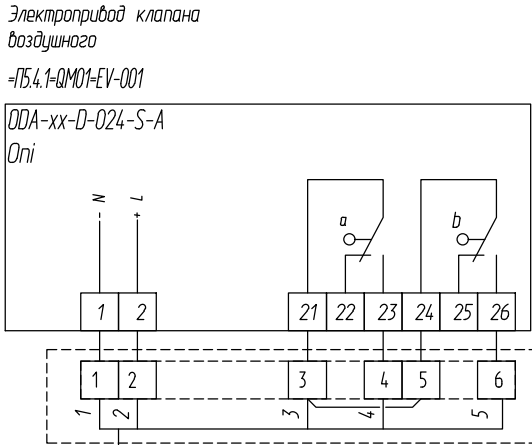 Электропривод клапана
воздушного
=П5.4.1=QM01=EV-001
ODA-xx-D-024-S-A
Oni
- N
+ L
a
b
1 2 21 22 23 24 25 26
1 2 3 4 5 6
1 2 3 4 5